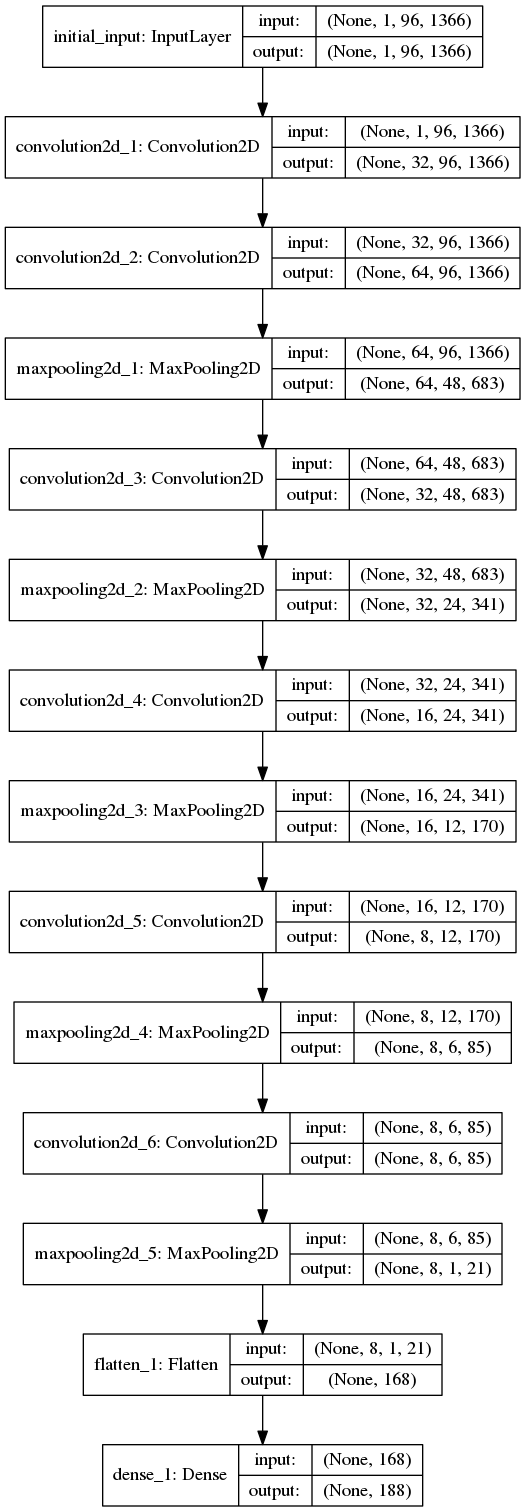 initial_input: InputLayer
input:
(None, 1, 96, 1366)
output:
(None, 1, 96, 1366)
convolution2d_1: Convolution2D
input:
(None, 1, 96, 1366)
output:
(None, 32, 96, 1366)
convolution2d_2: Convolution2D
input:
(None, 32, 96, 1366)
output:
(None, 64, 96, 1366)
maxpooling2d_1: MaxPooling2D
input:
(None, 64, 96, 1366)
output:
(None, 64, 48, 683)
convolution2d_3: Convolution2D
input:
(None, 64, 48, 683)
output:
(None, 32, 48, 683)
maxpooling2d_2: MaxPooling2D
input:
(None, 32, 48, 683)
output:
(None, 32, 24, 341)
convolution2d_4: Convolution2D
input:
(None, 32, 24, 341)
output:
(None, 16, 24, 341)
maxpooling2d_3: MaxPooling2D
input:
(None, 16, 24, 341)
output:
(None, 16, 12, 170)
convolution2d_5: Convolution2D
input:
(None, 16, 12, 170)
output:
(None, 8, 12, 170)
maxpooling2d_4: MaxPooling2D
input:
(None, 8, 12, 170)
output:
(None, 8, 6, 85)
convolution2d_6: Convolution2D
input:
(None, 8, 6, 85)
output:
(None, 8, 6, 85)
maxpooling2d_5: MaxPooling2D
input:
(None, 8, 6, 85)
output:
(None, 8, 1, 21)
flatten_1: Flatten
input:
(None, 8, 1, 21)
output:
(None, 168)
dense_1: Dense
input:
(None, 168)
output:
(None, 188)